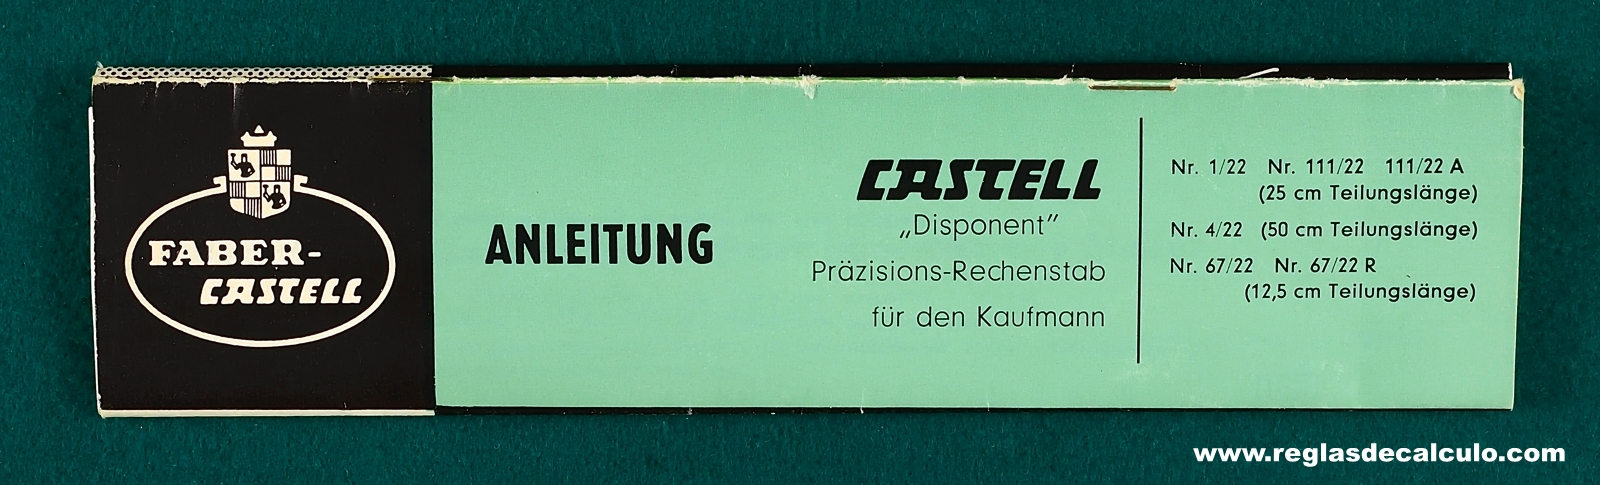 FABER-
CASTELL
ANLEITUNG
CASTELL
„Disponent”
Präzisions-Rechenstab
für den Kaufmann
Nr. 1/22 Nr. 111/22 111/22 A
(25 cm Teilungslänge)
Nr. 4/22 (50 cm Teilungslänge)
Nr. 67/22 Nr. 67/22 R
(12,5 cm Teilungslänge)
www.reglasdecalculo.com